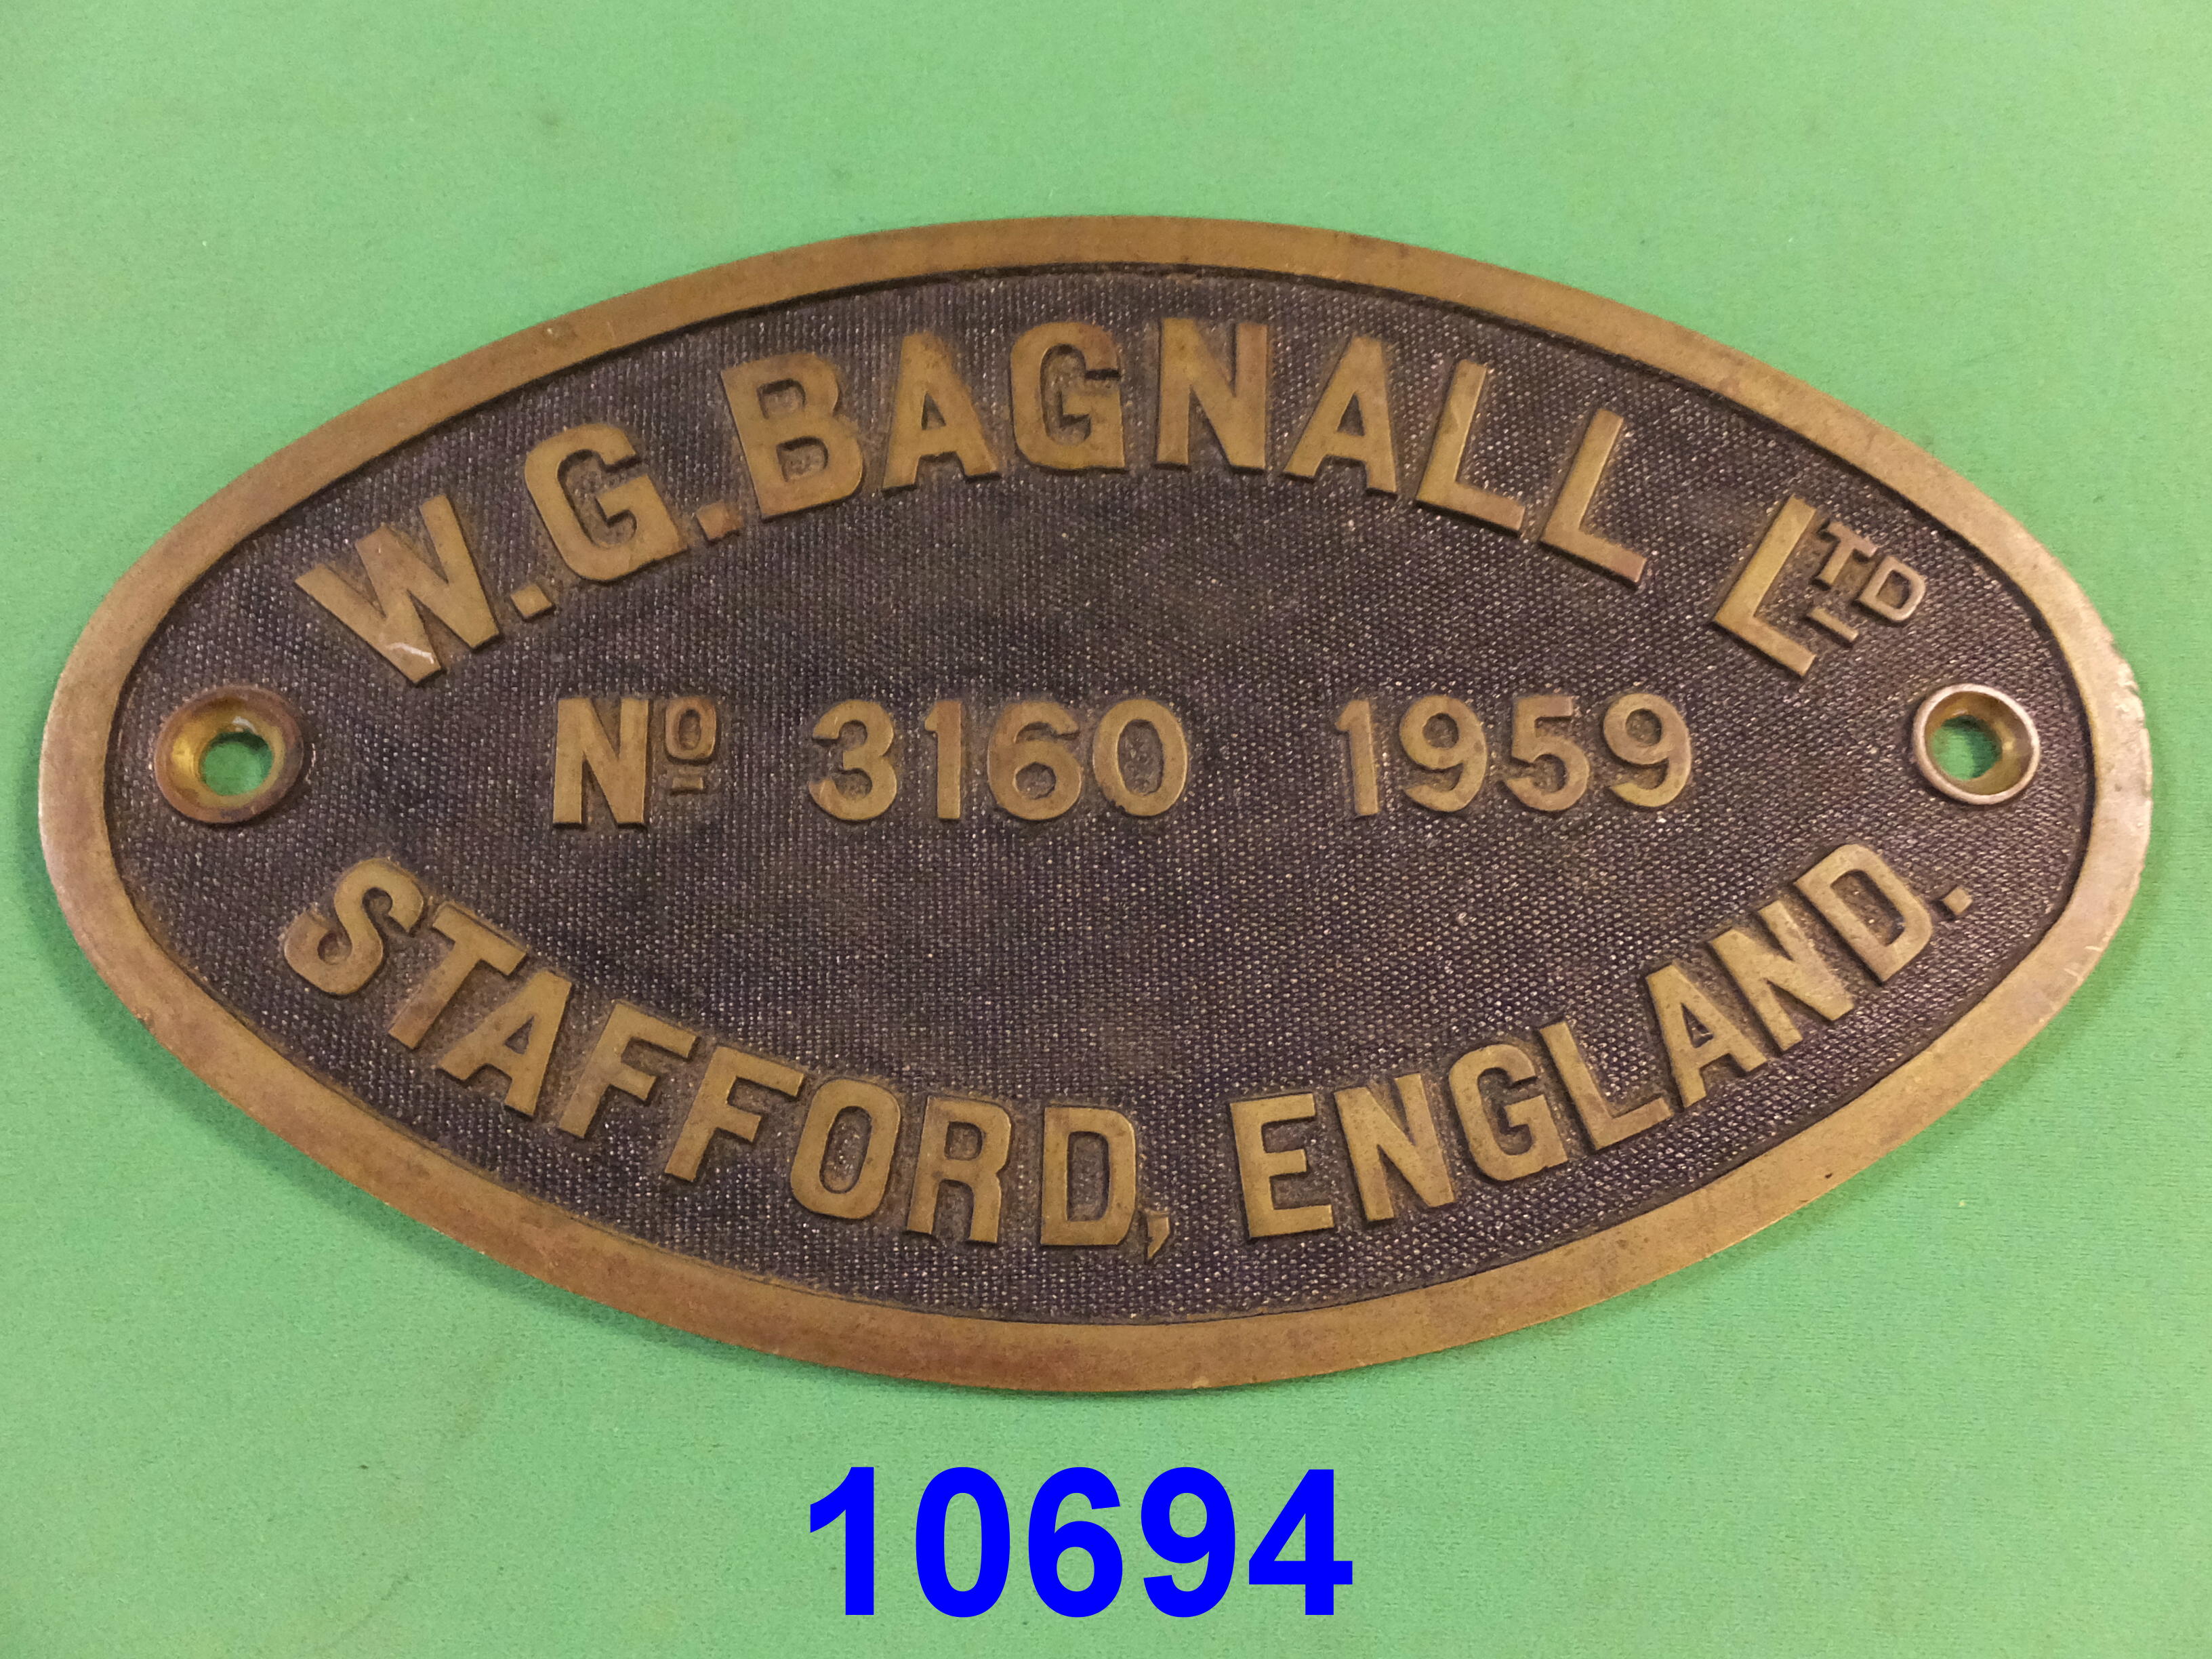 W.G.BAGNALL LTD
No 3160 1959
STAFFORD, ENGLAND.
10694